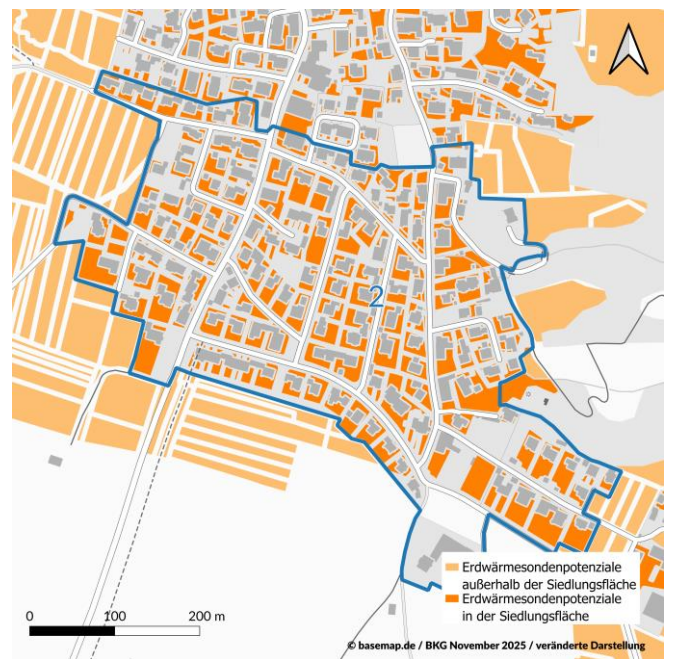 2
Erdwärmesondenpotenziale
außerhalb der Siedlungsfläche
Erdwärmesondenpotenziale
in der Siedlungsfläche
0 100 200 m
© basemap.de / BKG November 2025 / veränderte Darstellung